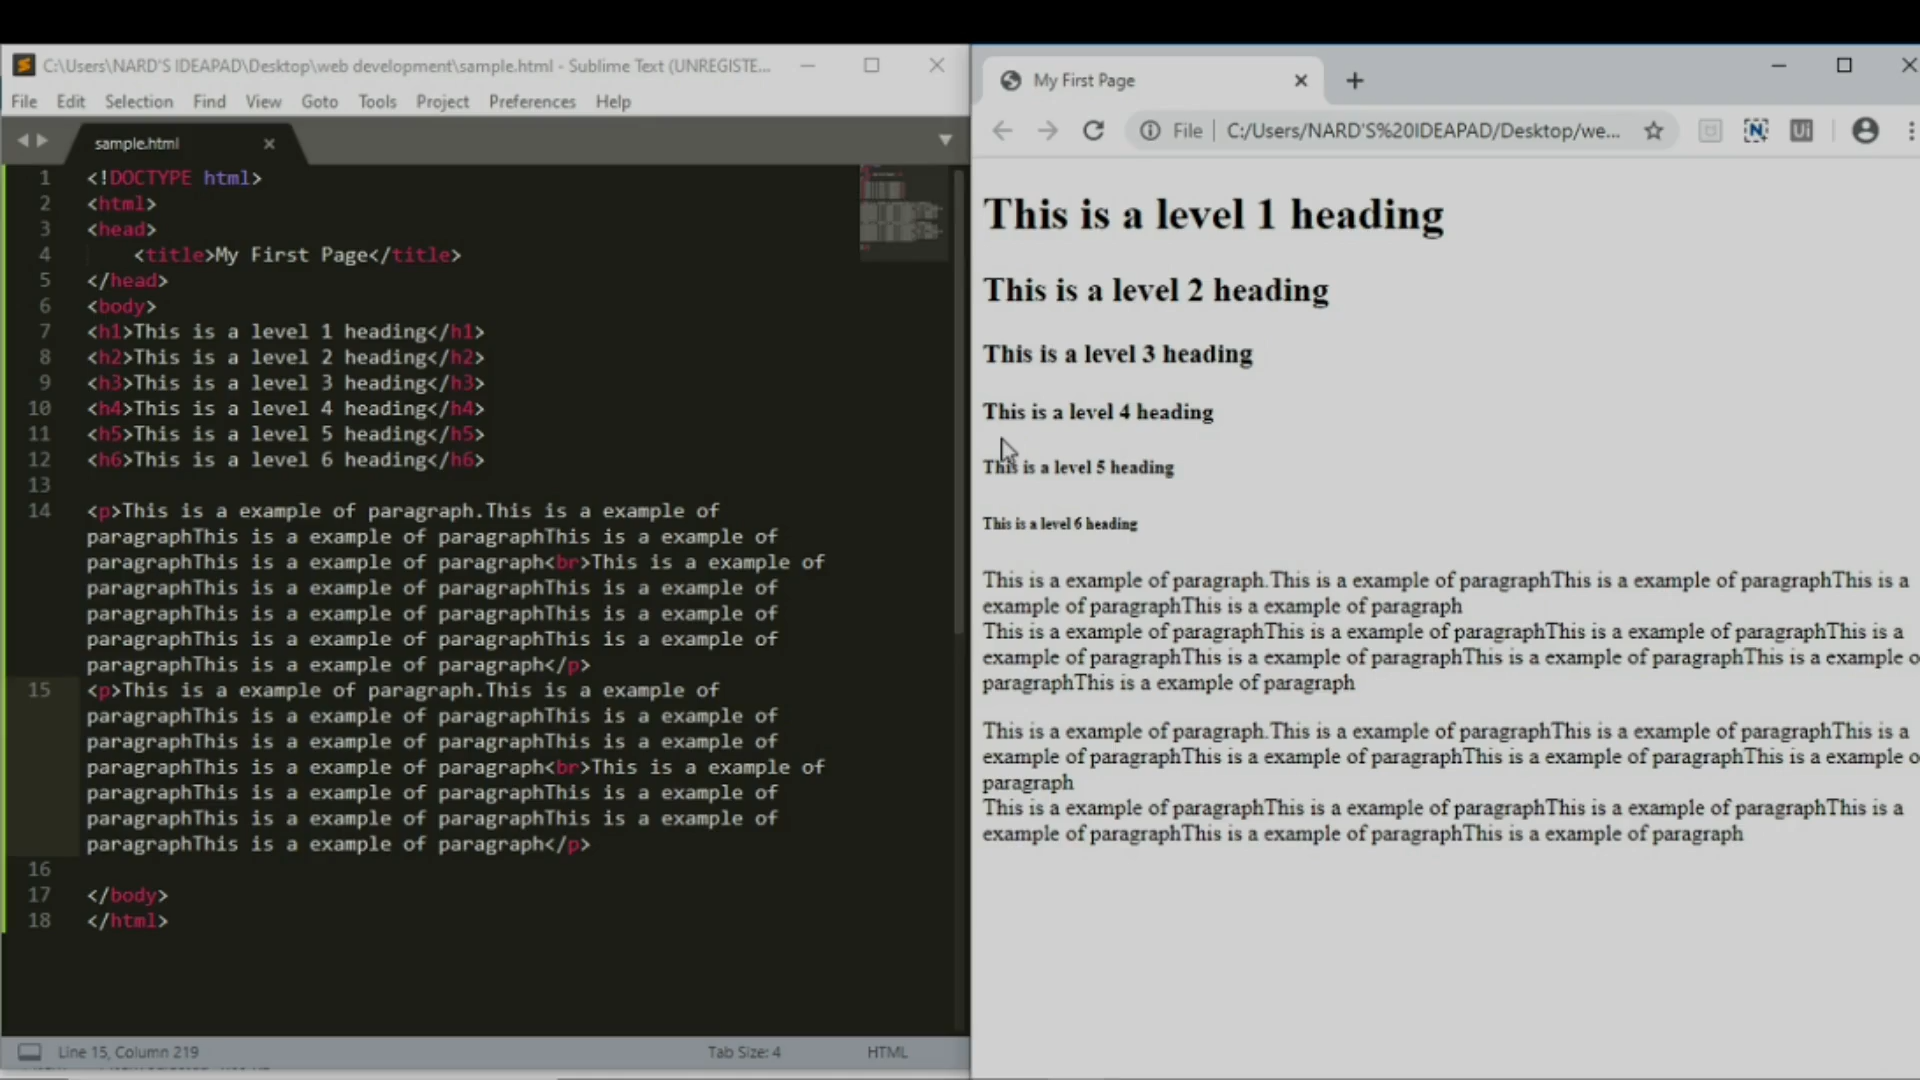 C:\Users\NARD'S IDEAPAD\Desktop\web development\sample.html - Sublime Text (UNREGISTE...
File Edit Selection Find View Goto Tools Project Preferences Help
sample.html
1 <!DOCTYPE html>
2 <html>
3 <head>
4 <title>My First Page</title>
5 </head>
6 <body>
7 <h1>This is a level 1 heading</h1>
8 <h2>This is a level 2 heading</h2>
9 <h3>This is a level 3 heading</h3>
10 <h4>This is a level 4 heading</h4>
11 <h5>This is a level 5 heading</h5>
12 <h6>This is a level 6 heading</h6>
13
14 <p>This is a example of paragraph.This is a example of
paragraphThis is a example of paragraphThis is a example of
paragraphThis is a example of paragraph<br>This is a example of
paragraphThis is a example of paragraphThis is a example of
paragraphThis is a example of paragraphThis is a example of
paragraphThis is a example of paragraphThis is a example of
paragraphThis is a example of paragraph</p>
15 <p>This is a example of paragraph.This is a example of
paragraphThis is a example of paragraphThis is a example of
paragraphThis is a example of paragraphThis is a example of
paragraphThis is a example of paragraph<br>This is a example of
paragraphThis is a example of paragraphThis is a example of
paragraphThis is a example of paragraphThis is a example of
paragraphThis is a example of paragraph</p>
16
17 </body>
18 </html>
Line 15, Column 219
Tab Size: 4
HTML
My First Page
File C:/Users/NARD'S%20IDEAPAD/Desktop/we...
N
Ui
This is a level 1 heading
This is a level 2 heading
This is a level 3 heading
This is a level 4 heading
This is a level 5 heading
This is a level 6 heading
This is a example of paragraph.This is a example of paragraphThis is a example of paragraphThis is a
example of paragraphThis is a example of paragraph
This is a example of paragraphThis is a example of paragraphThis is a example of paragraphThis is a
example of paragraphThis is a example of paragraphThis is a example of paragraphThis is a example o
paragraphThis is a example of paragraph
This is a example of paragraph.This is a example of paragraphThis is a example of paragraphThis is a
example of paragraphThis is a example of paragraphThis is a example of paragraphThis is a example o
paragraph
This is a example of paragraphThis is a example of paragraphThis is a example of paragraphThis is a
example of paragraphThis is a example of paragraphThis is a example of paragraph